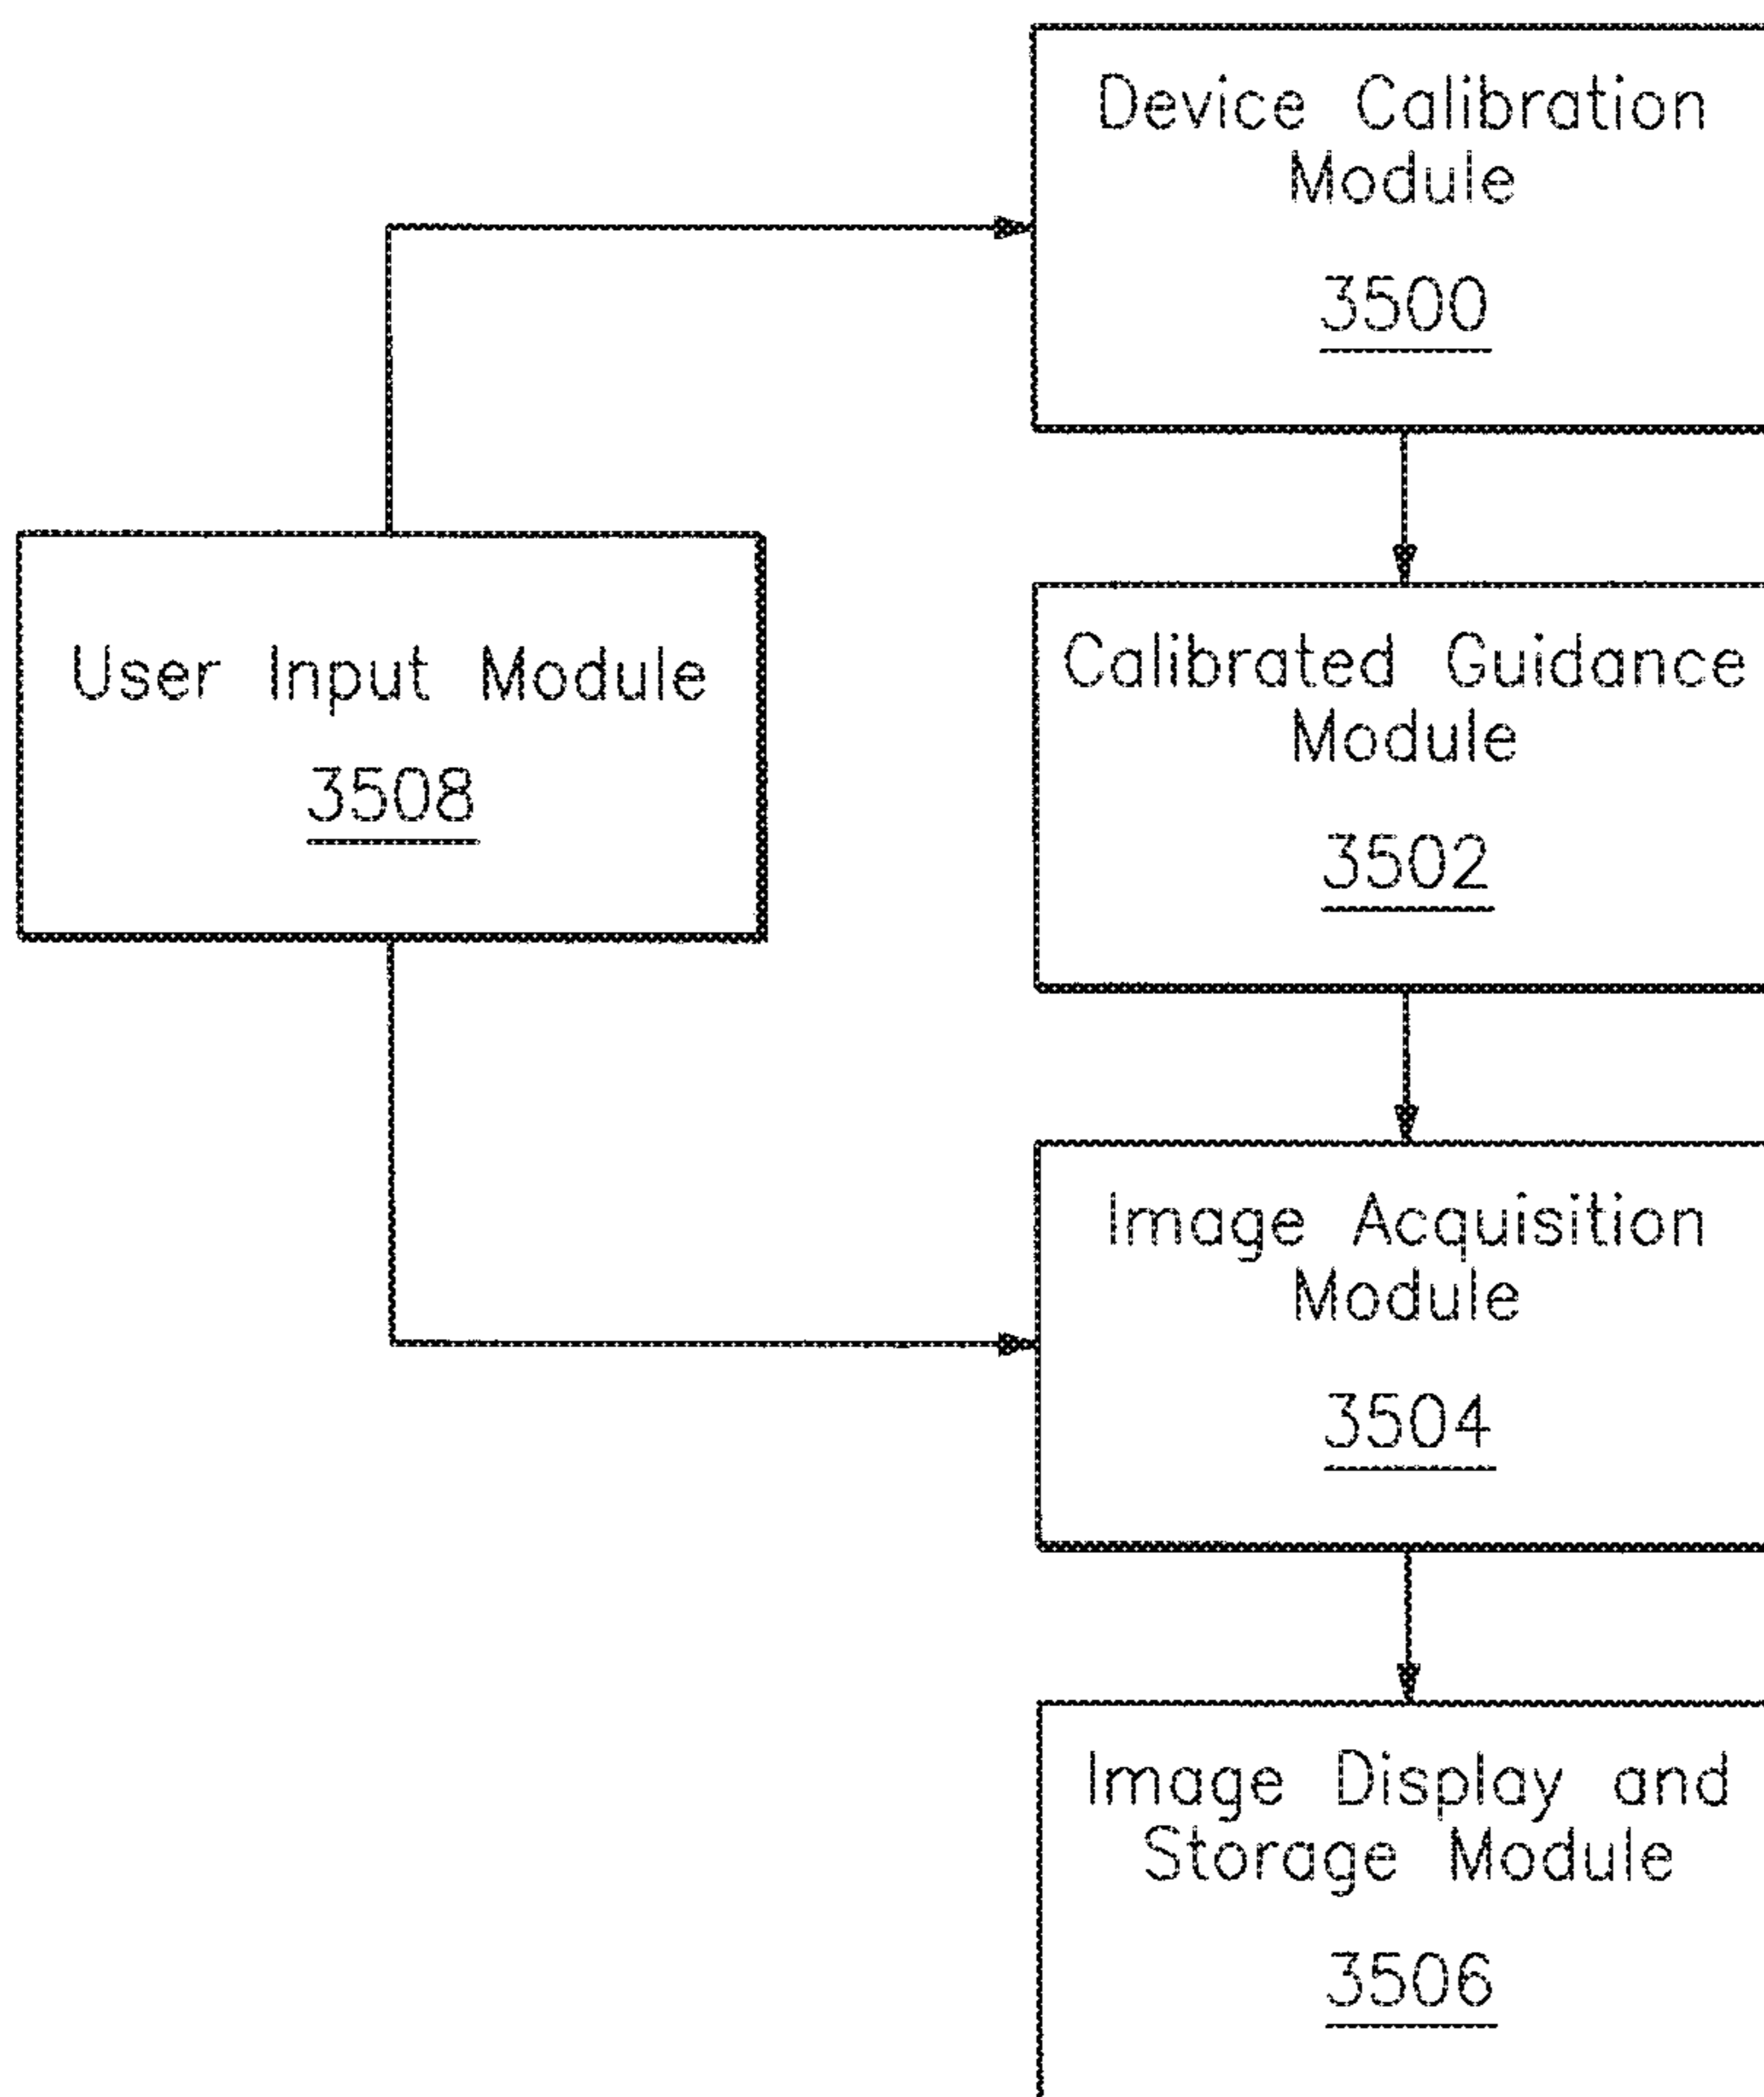 Device Calibration
Module
3500
User Input Module
3508
Calibrated Guidance
Module
3502
Image Acquisition
Module
3504
Image Display and
Storage Module
3506